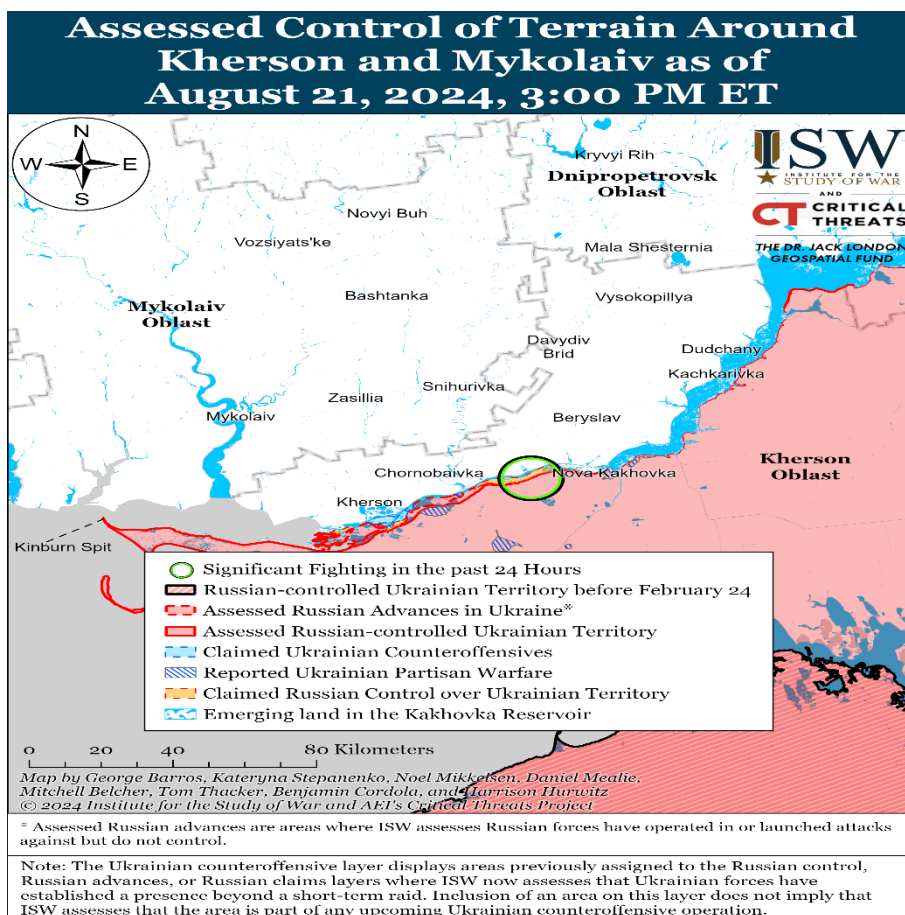 Assessed Control of Terrain Around
Kherson and Mykolaiv as of
August 21, 2024, 3:00 PM ET
N
W E
S
Kryvyi Rih
Dnipropetrovsk
Oblast
ISW
INSTITUTE FOR THE
STUDY OF WAR
AND
CT CRITICAL
THREATS
THE DR. JACK LONDON
GEOSPATIAL FUND
Novyi Buh
Vozsiyats'ke
Mala Shesternia
Bashtanka
Vysokopillya
Mykolaiv
Oblast
Davydiv
Brid
Dudchany
Kachkarivka
Snihurivka
Zasillia
Mykolaiv
Beryslav
Chornobaivka
Nova Kakhovka
Kherson
Oblast
Kherson
Kinburn Spit
Significant Fighting in the past 24 Hours
Russian-controlled Ukrainian Territory before February 24
Assessed Russian Advances in Ukraine*
Assessed Russian-controlled Ukrainian Territory
Claimed Ukrainian Counteroffensives
Reported Ukrainian Partisan Warfare
Claimed Russian Control over Ukrainian Territory
Emerging land in the Kakhovka Reservoir
0 20 40 80 Kilometers
Map by George Barros, Kateryna Stepanenko, Noel Mikkelsen, Daniel Mealie,
Mitchell Belcher, Tom Thacker, Benjamin Cordola, and Harrison Hurwitz
© 2024 Institute for the Study of War and AEI's Critical Threats Project
* Assessed Russian advances are areas where ISW assesses Russian forces have operated in or launched attacks
against but do not control.
Note: The Ukrainian counteroffensive layer displays areas previously assigned to the Russian control,
Russian advances, or Russian claims layers where ISW now assesses that Ukrainian forces have
established a presence beyond a short-term raid. Inclusion of an area on this layer does not imply that
ISW assesses that the area is part of any upcoming Ukrainian counteroffensive operation.